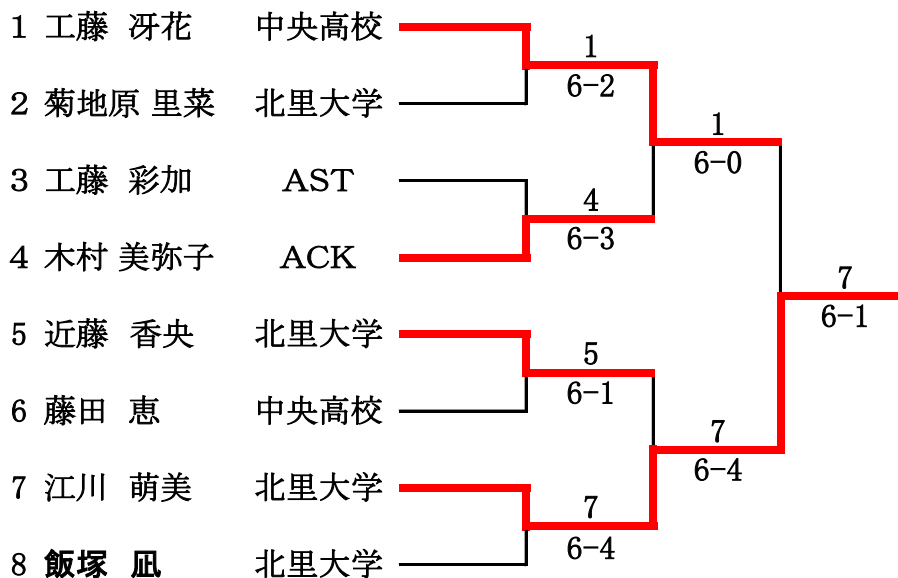 1 工藤 冴花 中央高校
1
6-2
2 菊地原 里菜 北里大学
1
6-0
3 工藤 彩加 AST
4
6-3
4 木村 美弥子 ACK
7
6-1
5 近藤 香央 北里大学
5
6-1
6 藤田 恵 中央高校
7
6-4
7 江川 萌美 北里大学
7
6-4
8 飯塚 凪 北里大学